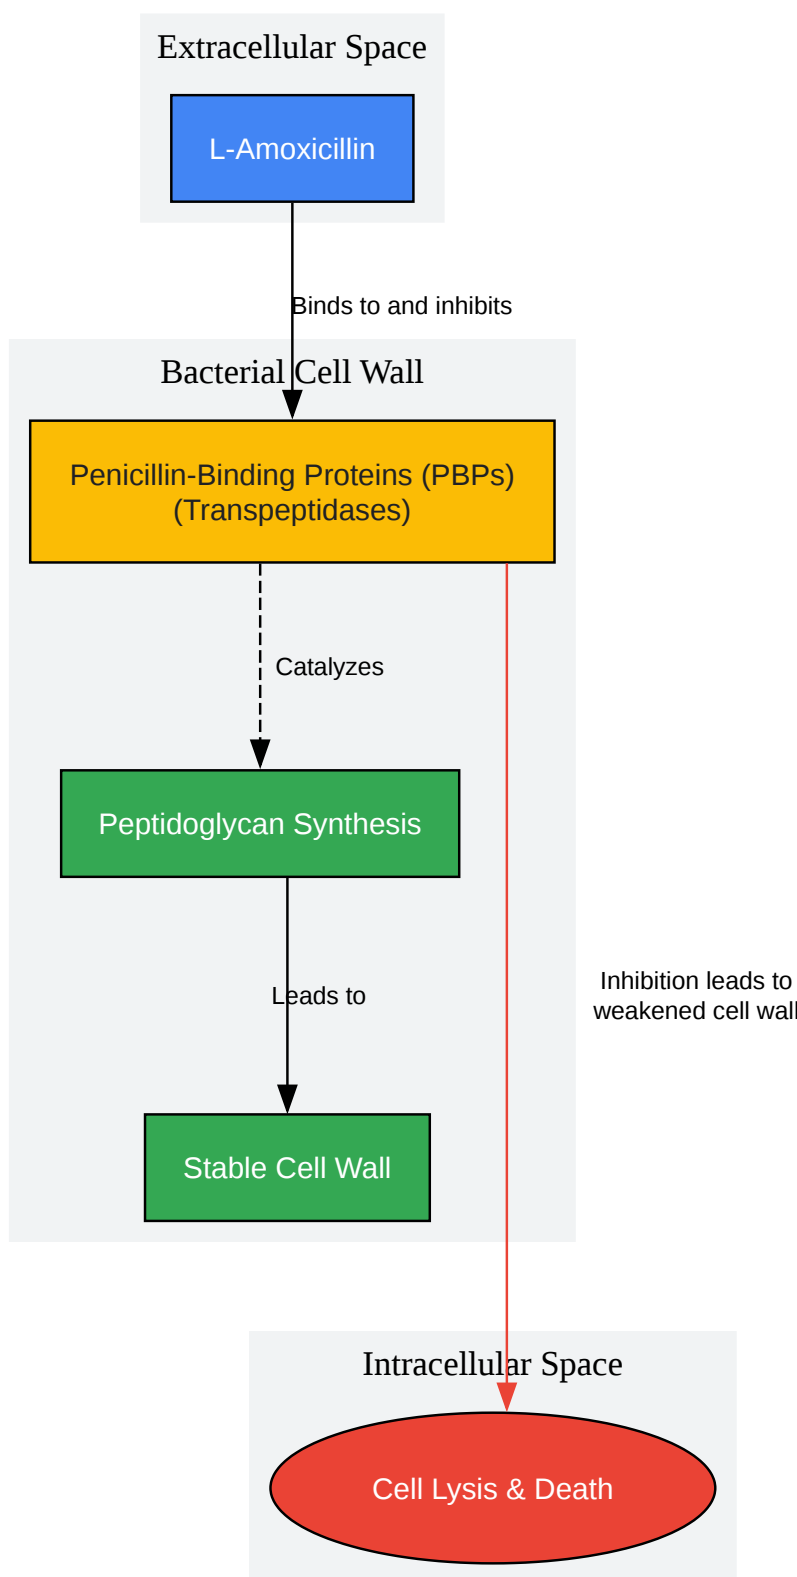 Extracellular Space
L-Amoxicillin
Binds to and inhibits
Bacterial Cell Wall
Penicillin-Binding Proteins (PBPs)
(Transpeptidases)
Catalyzes
Peptidoglycan Synthesis
Leads to
Inhibition leads to
weakened cell wall
Stable Cell Wall
Intracellular Space
Cell Lysis & Death